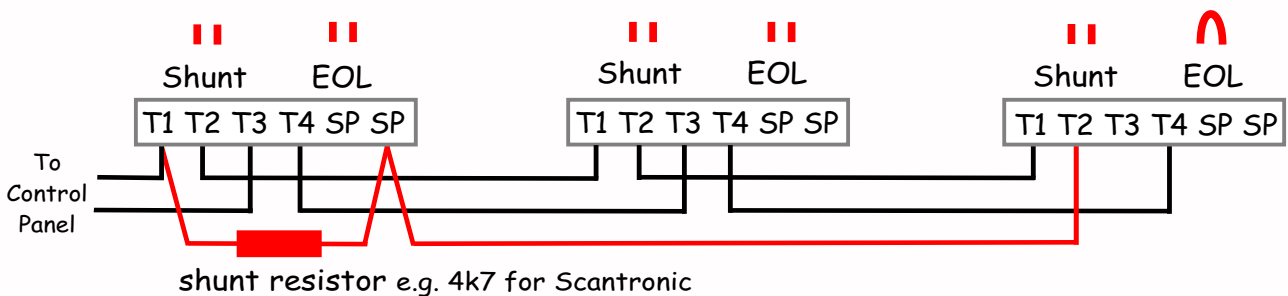 Shunt EOL
T1 T2 T3 T4 SP SP
Shunt EOL
T1 T2 T3 T4 SP SP
Shunt EOL
T1 T2 T3 T4 SP SP
To
Control
Panel
shunt resistor e.g. 4k7 for Scantronic